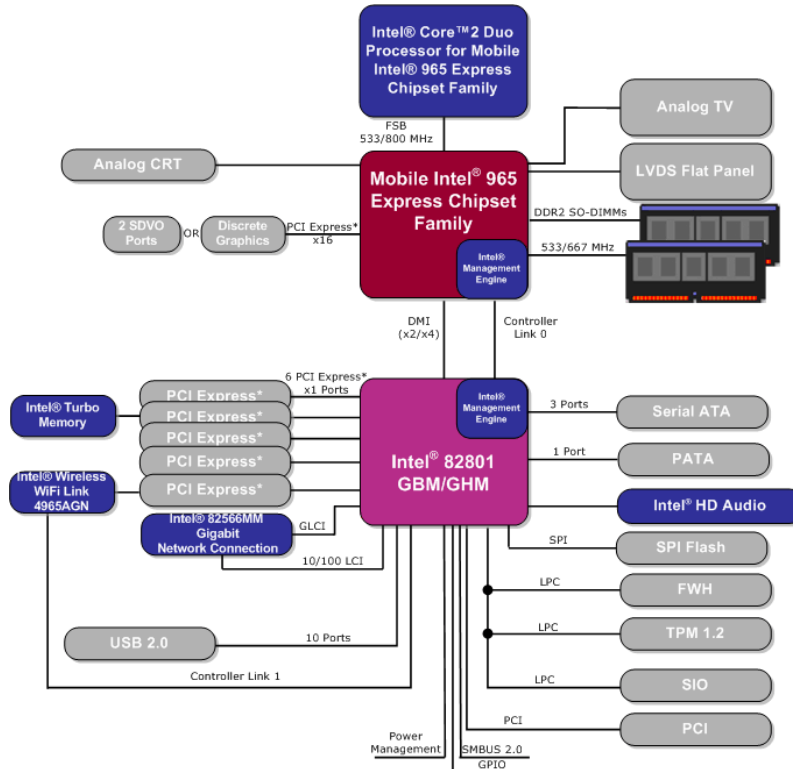 Intel® Core™2 Duo
Processor for Mobile
Intel® 965 Express
Chipset Family
FSB
533/800 MHz
Analog TV
Analog CRT
LVDS Flat Panel
Mobile Intel® 965
Express Chipset
Family
2 SDVO
Ports
OR
Discrete
Graphics
PCI Express*
x16
DDR2 SO-DIMMs
533/667 MHz
Intel®
Management
Engine
DMI
(x2/x4)
Controller
Link 0
6 PCI Express*
x1 Ports
PCI Express*
PCI Express*
PCI Express*
PCI Express*
PCI Express*
Intel® Turbo
Memory
Intel® Wireless
WiFi Link
4965AGN
Intel®
Management
Engine
Intel® 82801
GBM/GHM
3 Ports
Serial ATA
1 Port
PATA
Intel® HD Audio
Intel® 82566MM
Gigabit
Network Connection
GLCI
10/100 LCI
SPI
SPI Flash
LPC
FWH
LPC
TPM 1.2
USB 2.0
10 Ports
Controller Link 1
LPC
SIO
PCI
PCI
Power
Management
SMBUS 2.0
GPIO